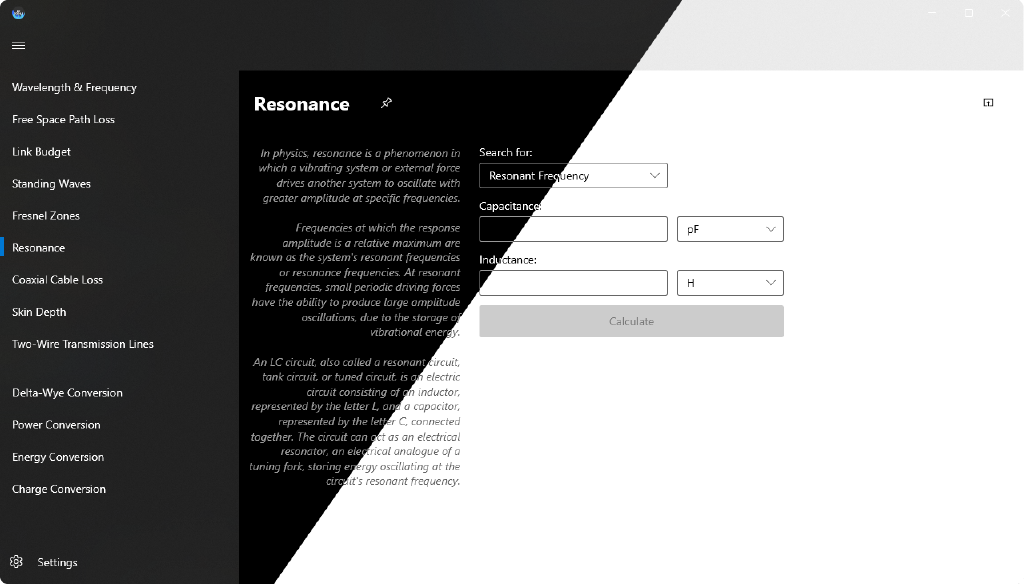 Wavelength & Frequency
Free Space Path Loss
Link Budget
Standing Waves
Fresnel Zones
Resonance
Coaxial Cable Loss
Skin Depth
Two-Wire Transmission Lines
Delta-Wye Conversion
Power Conversion
Energy Conversion
Charge Conversion
Settings
Resonance
In physics, resonance is a phenomenon in
which a vibrating system or external force
drives another system to oscillate with
greater amplitude at specific frequencies.
Frequencies at which the response
amplitude is a relative maximum are
known as the system's resonant frequencies
or resonance frequencies. At resonant
frequencies, small periodic driving forces
have the ability to produce large amplitude
oscillations, due to the storage of
vibrational energy.
An LC circuit, also called a resonant circuit,
tank circuit, or tuned circuit, is an electric
circuit consisting of an inductor,
represented by the letter L, and a capacitor,
represented by the letter C, connected
together. The circuit can act as an electrical
resonator, an electrical analogue of a
tuning fork, storing energy oscillating at the
circuit's resonant frequency.
Search for:
Resonant Frequency
Capacitance:
pF
Inductance:
H
Calculate